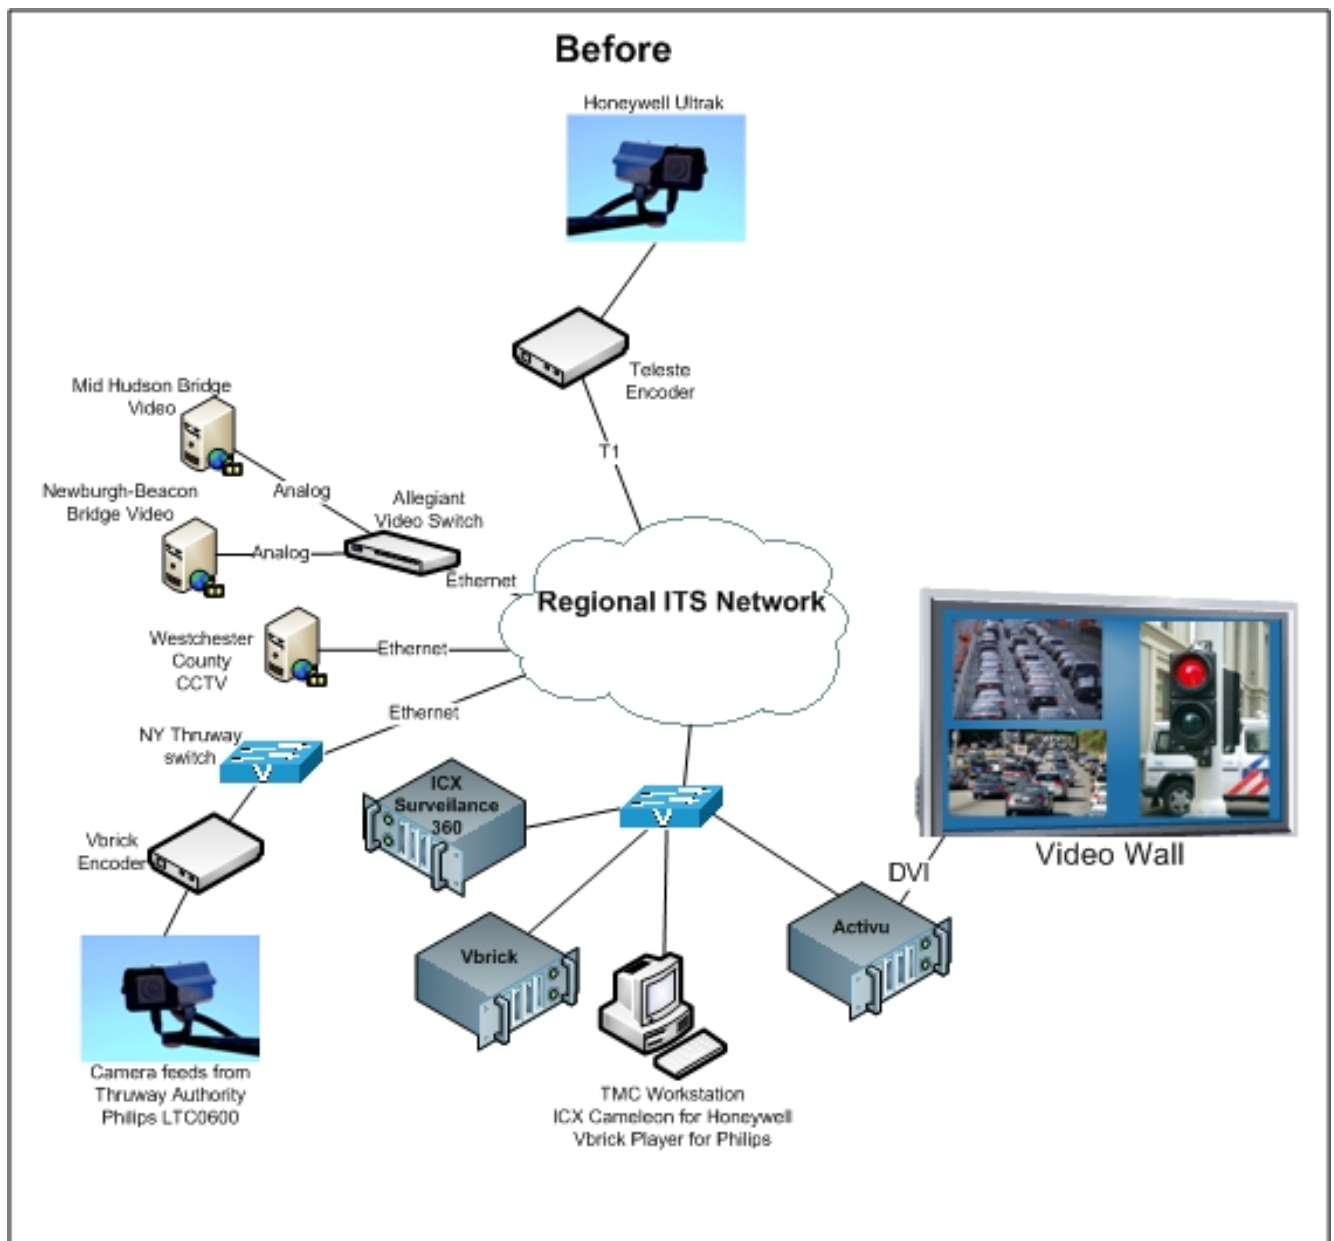 Before
Honeywell Ultrak
Teleste
Encoder
T1
Mid Hudson Bridge
Video
Analog
Newburgh-Beacon
Bridge Video
Analog
Allegiant
Video Switch
Ethernet
Regional ITS Network
Westchester
County
CCTV
Ethernet
Ethernet
NY Thruway
switch
V
Vbrick
Encoder
Camera feeds from
Thruway Authority
Philips LTC0600
ICX
Surveilance
360
V
Vbrick
TMC Workstation
ICX Cameleon for Honeywell
Vbrick Player for Philips
Activu
DVI
Video Wall